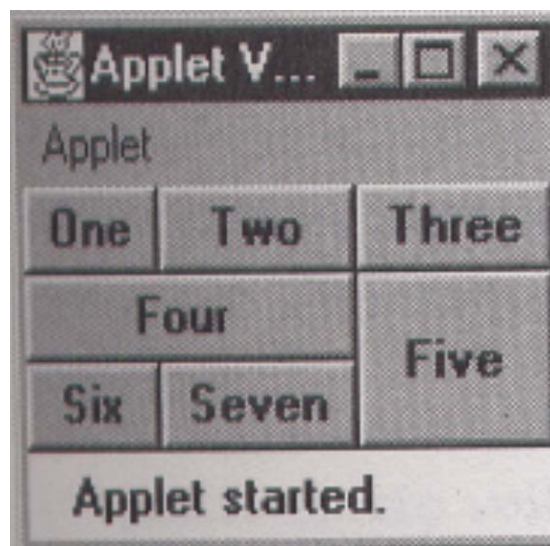 Applet V...
Applet
One Two Three
Four
Five
Six Seven
Applet started.